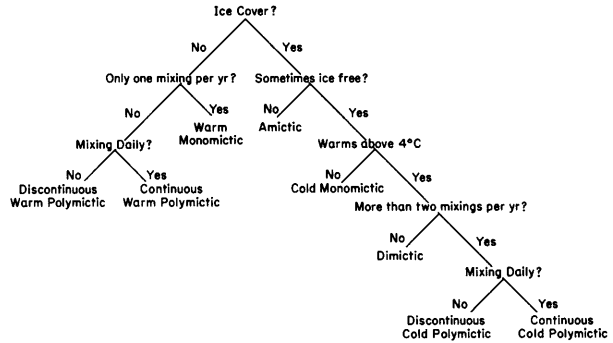 Ice Cover?
No
Yes
Only one mixing per yr?
Sometimes ice free?
No
Yes
No
Yes
Warm
Monomictic
Amictic
Mixing Daily?
Warms above 4°C
No
Yes
No
Yes
Discontinuous
Warm Polymictic
Continuous
Warm Polymictic
Cold Monomictic
More than two mixings per yr?
No
Yes
Dimictic
Mixing Daily?
No
Yes
Discontinuous
Cold Polymictic
Continuous
Cold Polymictic